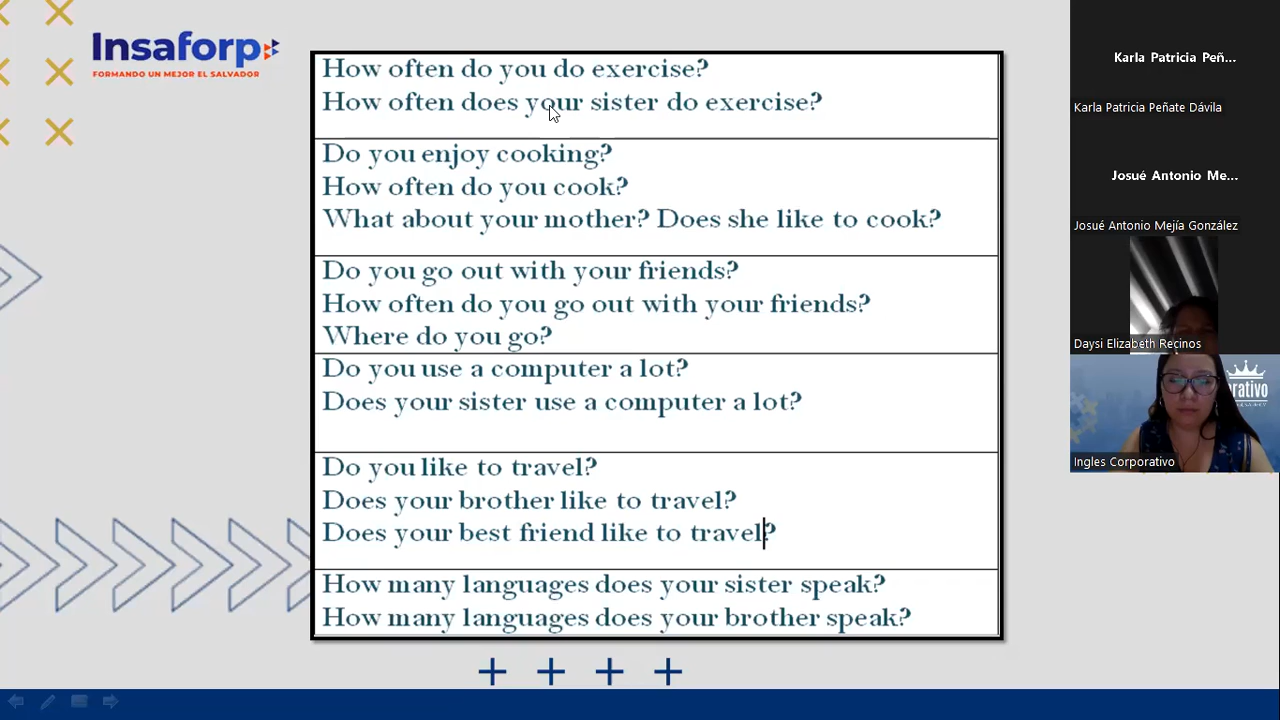 Insaforp
FORMANDO UN MEJOR EL SALVADOR
How often do you do exercise?
How often does your sister do exercise?
Do you enjoy cooking?
How often do you cook?
What about your mother? Does she like to cook?
Do you go out with your friends?
How often do you go out with your friends?
Where do you go?
Do you use a computer a lot?
Does your sister use a computer a lot?
Do you like to travel?
Does your brother like to travel?
Does your best friend like to travel?
How many languages does your sister speak?
How many languages does your brother speak?
Karla Patricia Peñ...
Karla Patricia Peñate Dávila
Josué Antonio Me...
Josué Antonio Mejía González
Daysi Elizabeth Recinos
rativo
Ingles Corporativo